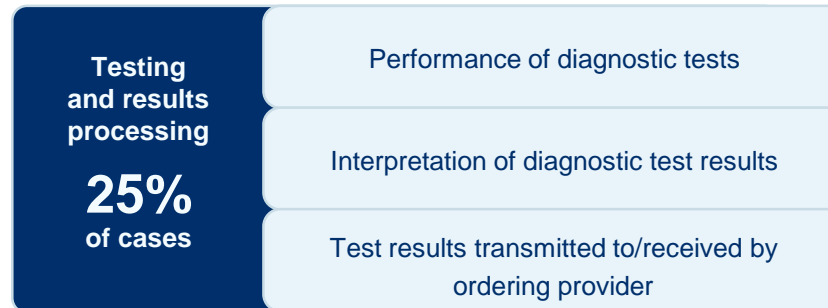 Testing
and results
processing
25%
of cases
Performance of diagnostic tests
Interpretation of diagnostic test results
Test results transmitted to/received by
ordering provider